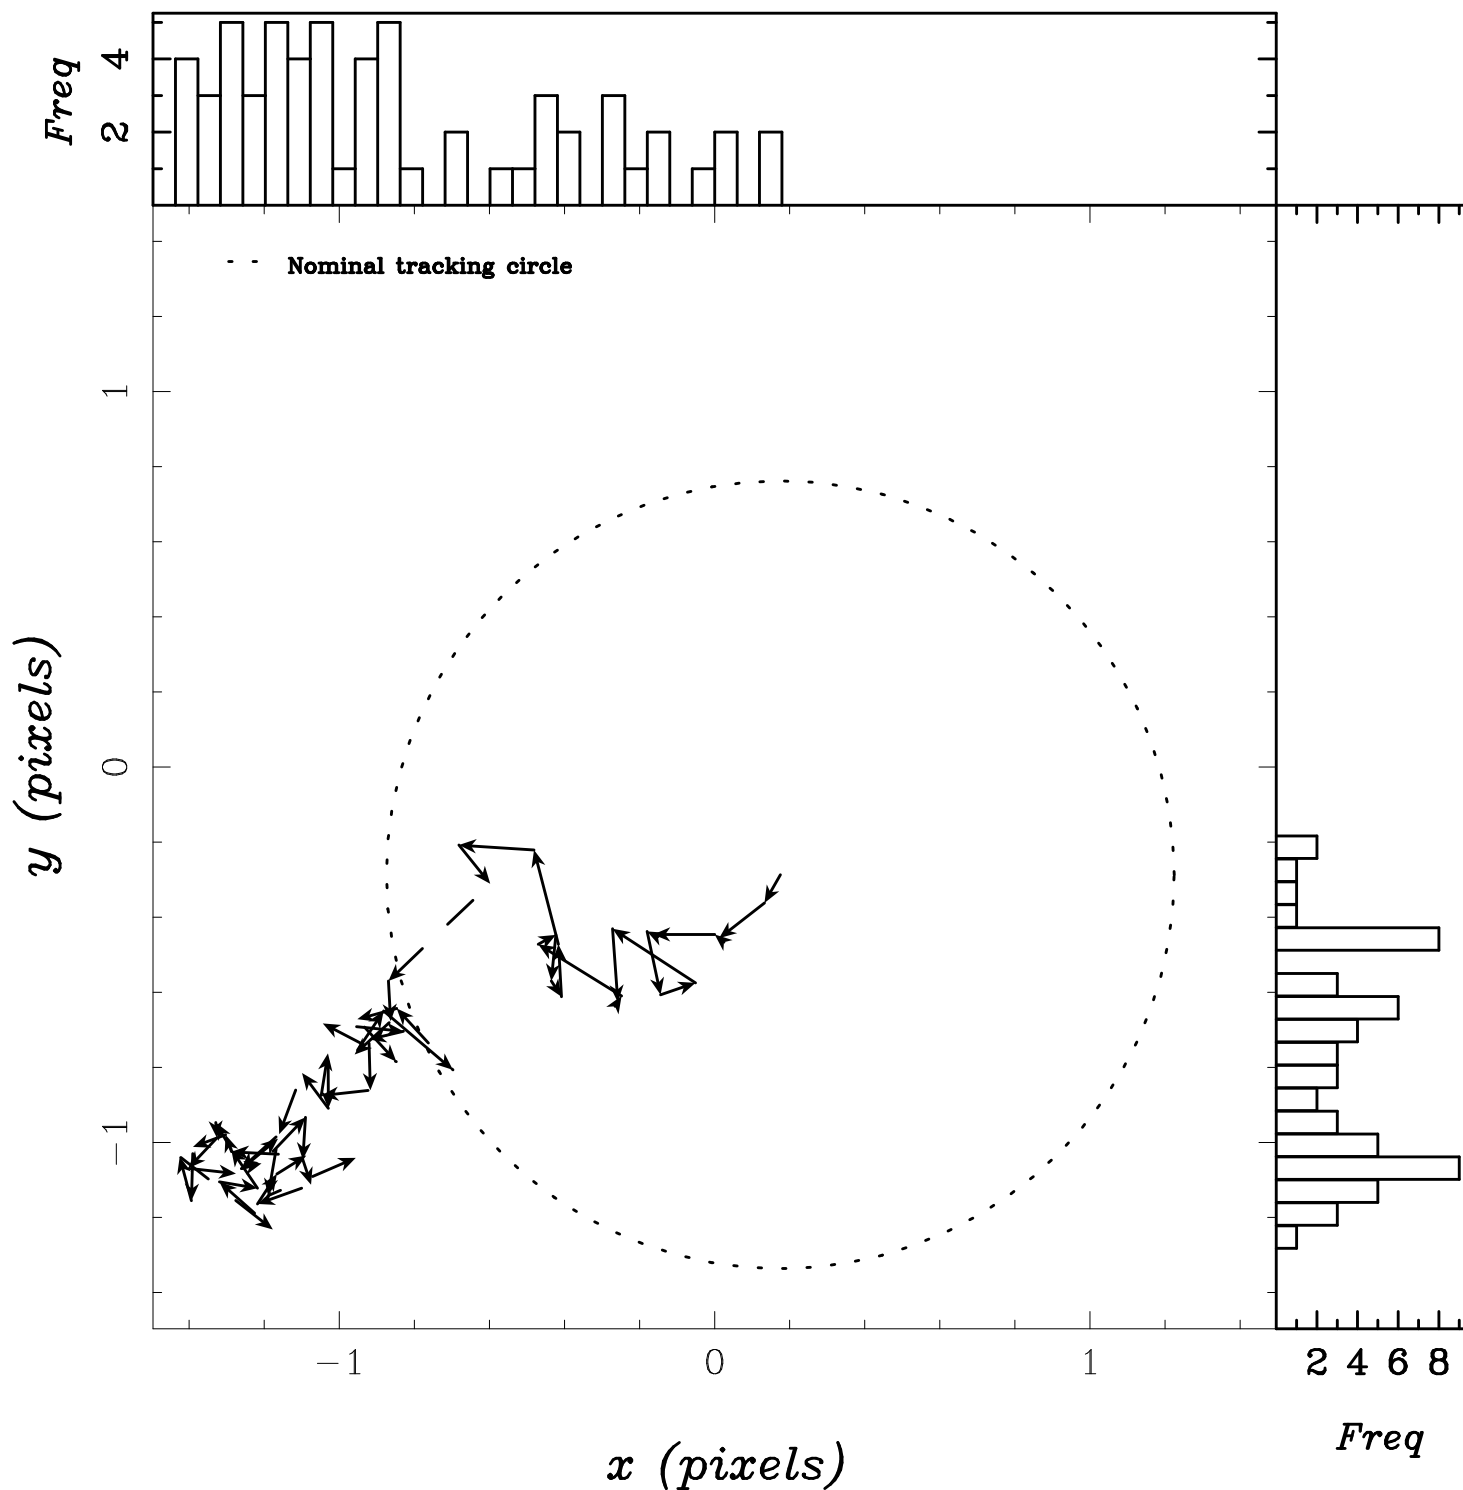 Freq
4
2
Nominal tracking circle
1
0
−1
y (pixels)
−1
0
1
x (pixels)
2 4 6 8
Freq